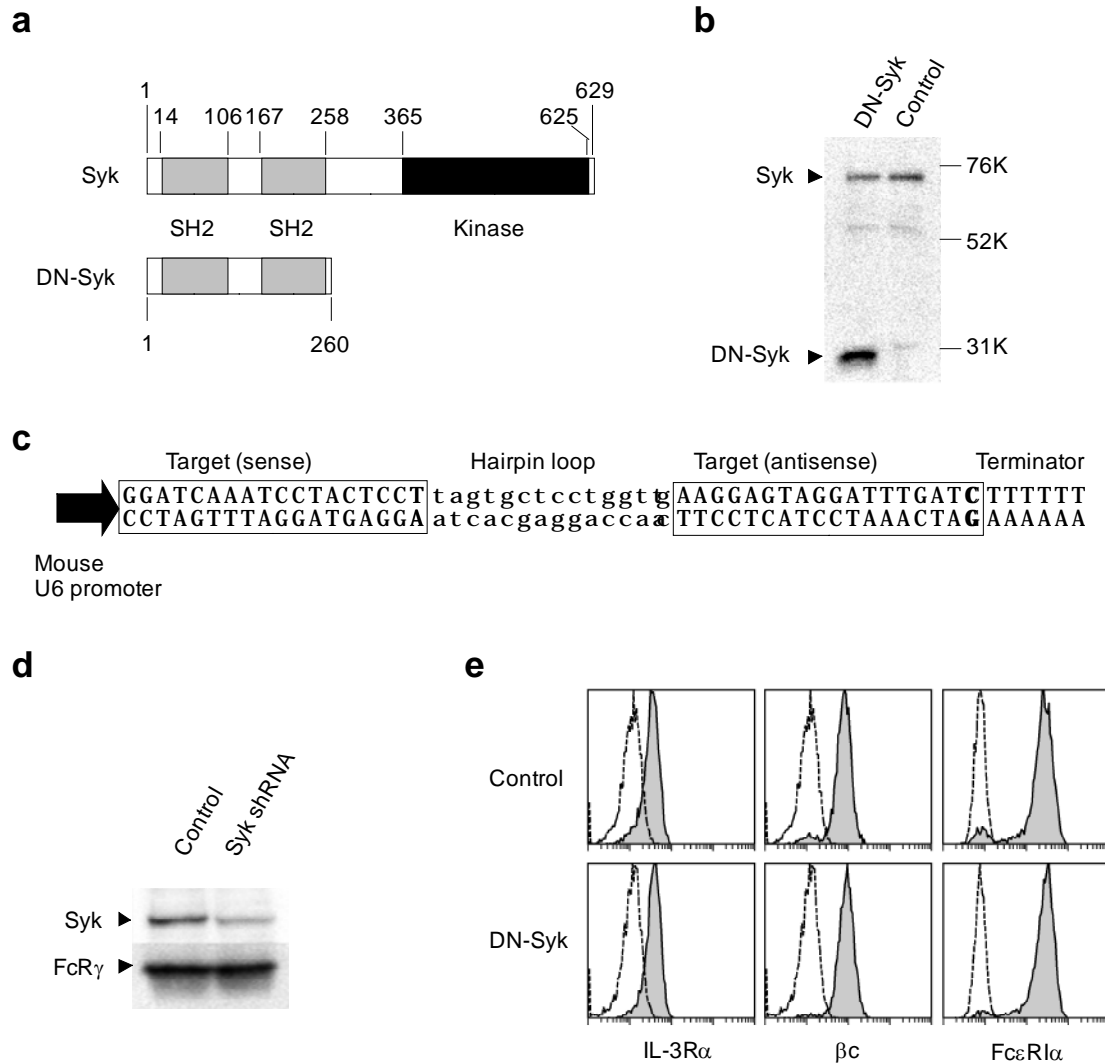 a
1
629
14 106 167 258 365 625
Syk
SH2 SH2 Kinase
DN-Syk
1 260
b
DN-Syk Control
Syk
76K
52K
DN-Syk
31K
c
Target (sense) Hairpin loop Target (antisense) Terminator
GGATCAAATCCTACTCCT tagtgctcctggttg AAGGAGTAGGATTTGATC TTTTTT
CCTAGTTTAGGATGAGGA atcacgaggaccaac TTCCTCATCCTAAACTAG AAAAAA
Mouse
U6 promoter
d
Control Syk shRNA
Syk
FcRγ
e
Control
DN-Syk
IL-3Rα βc FcεRIα